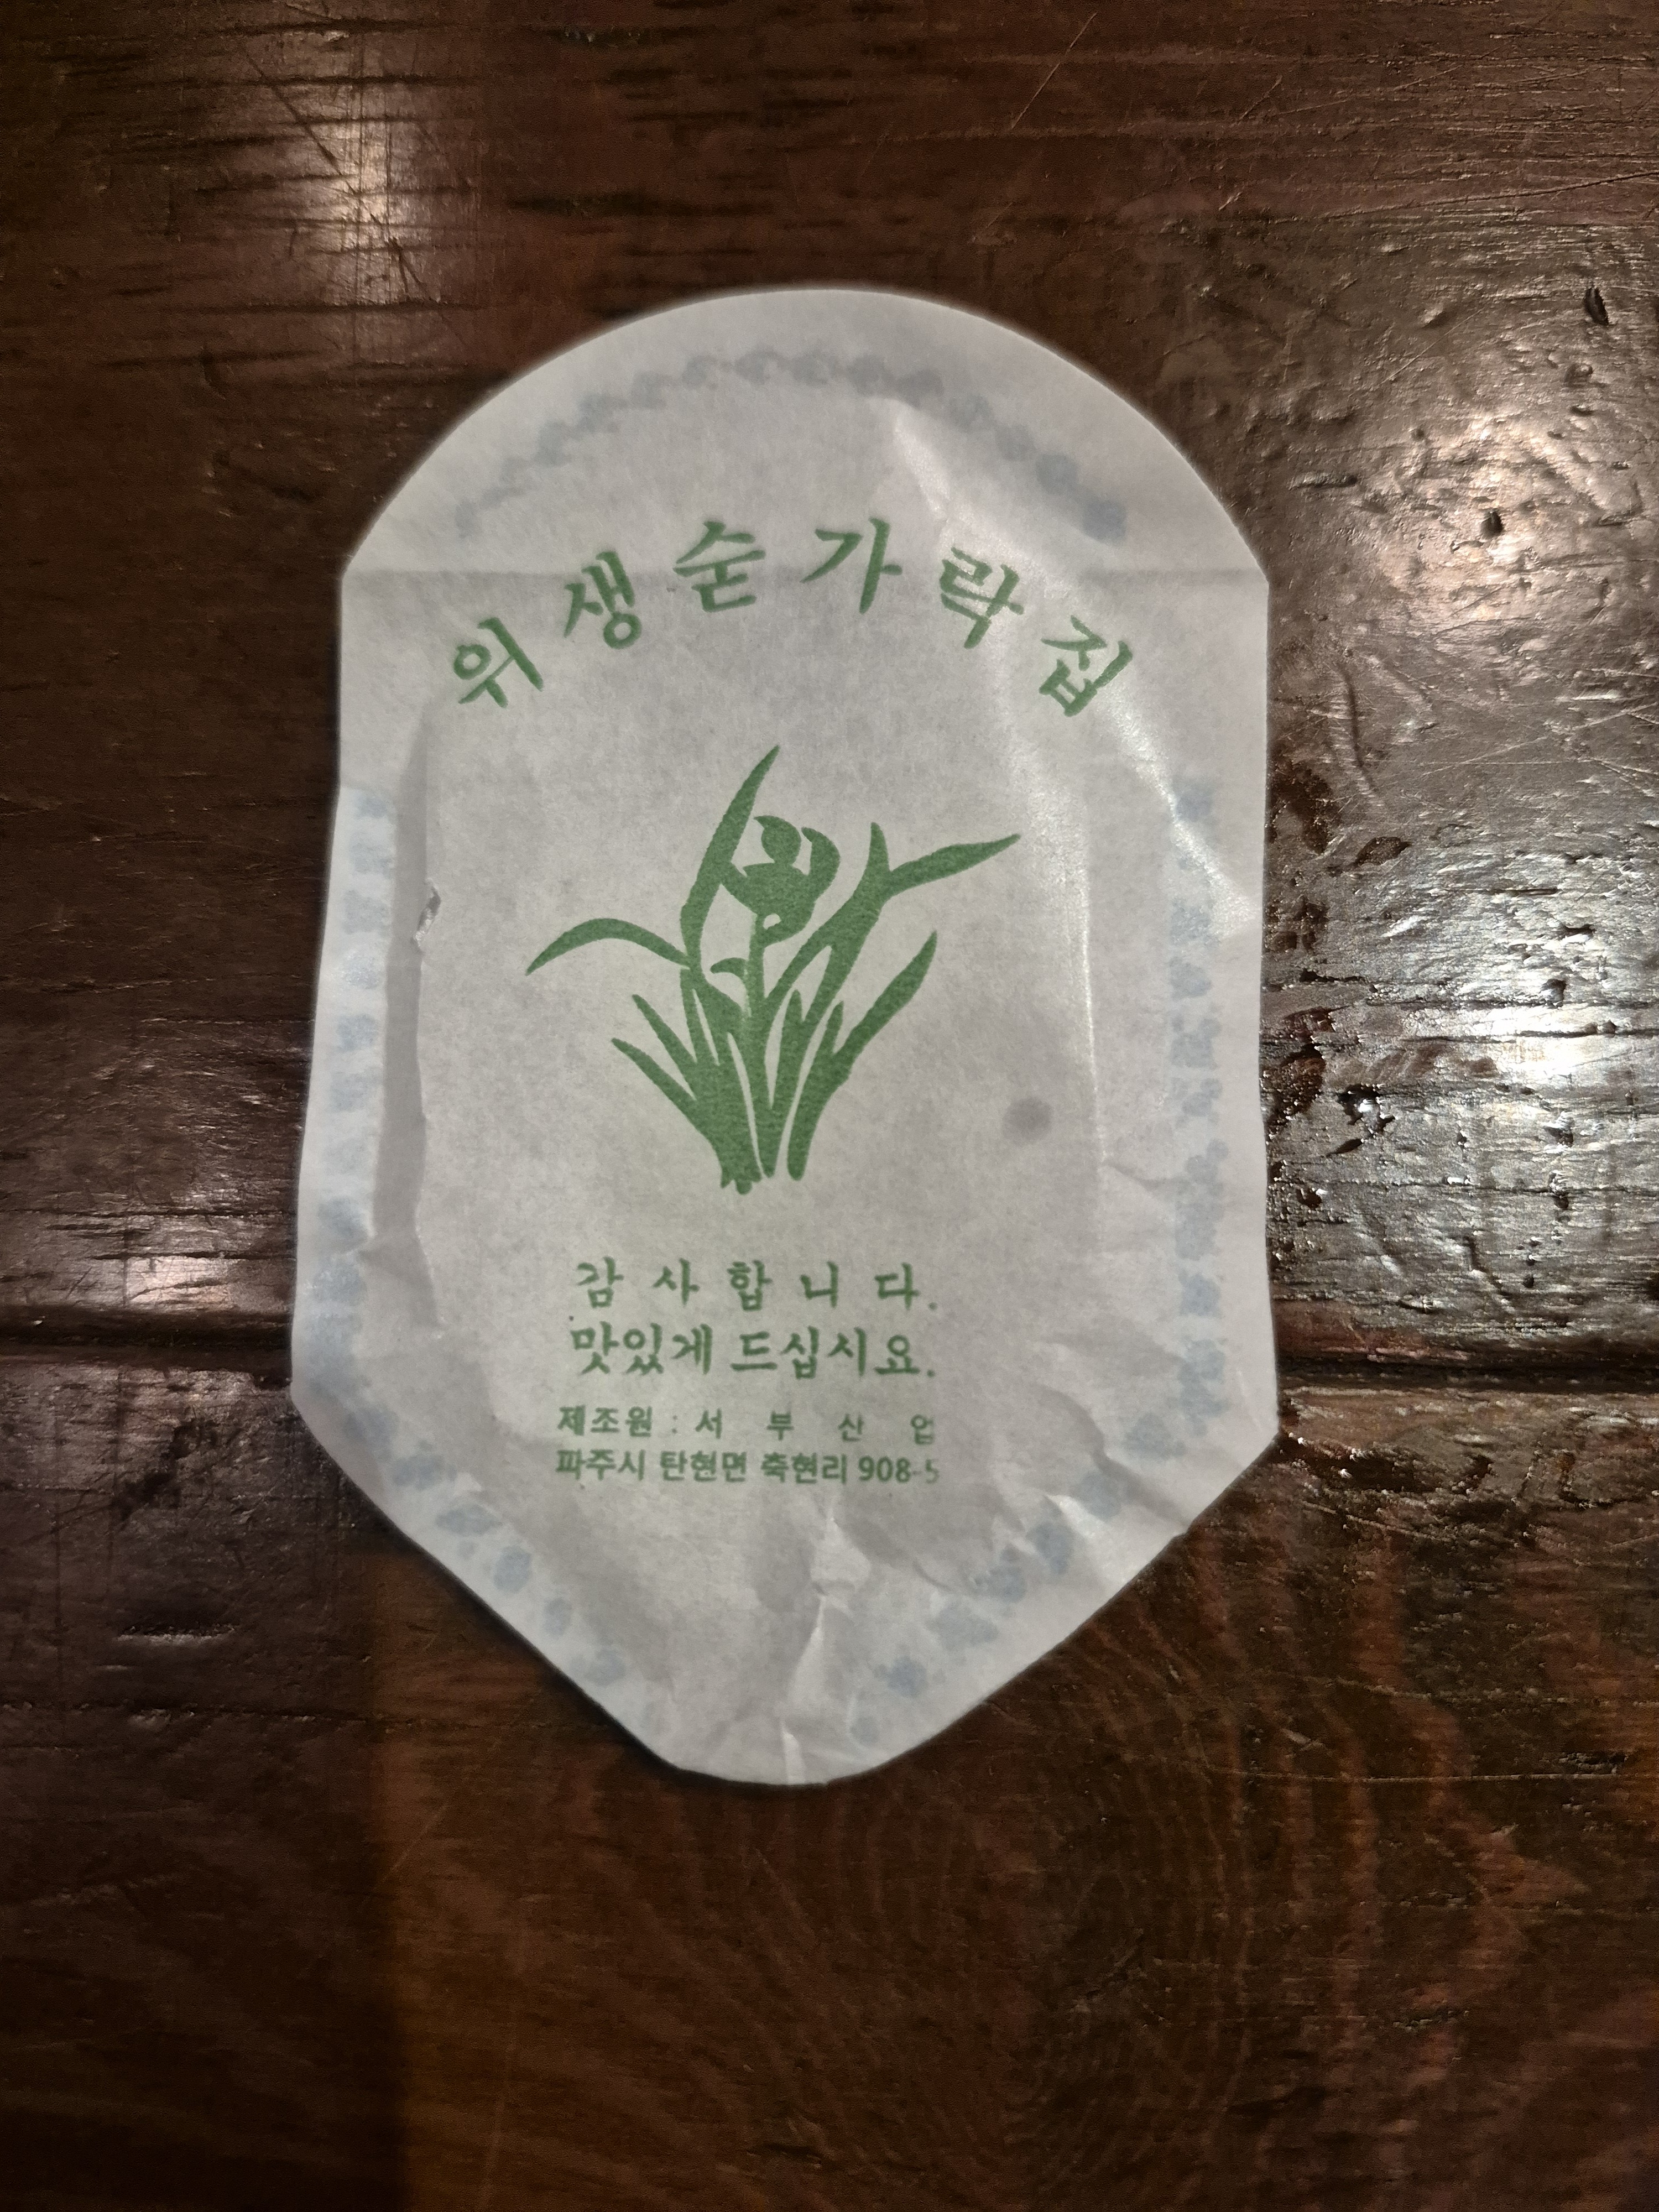 위생숟가락집
감사합니다.
맛있게 드십시요.
제조원 : 서 부 산 업
파주시 탄현면 축현리 908-5